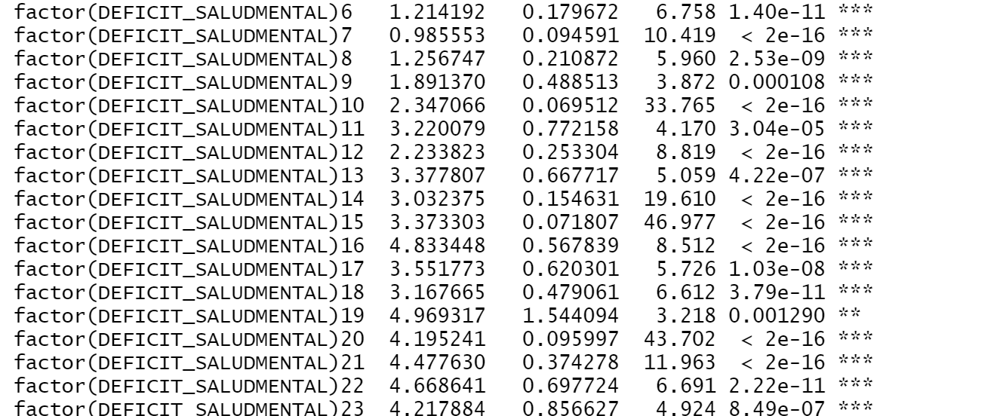 factor(DEFICIT_SALUDMENTAL)6 1.214192 0.179672 6.758 1.40e-11 ***
factor(DEFICIT_SALUDMENTAL)7 0.985553 0.094591 10.419 < 2e-16 ***
factor(DEFICIT_SALUDMENTAL)8 1.256747 0.210872 5.960 2.53e-09 ***
factor(DEFICIT_SALUDMENTAL)9 1.891370 0.488513 3.872 0.000108 ***
factor(DEFICIT_SALUDMENTAL)10 2.347066 0.069512 33.765 < 2e-16 ***
factor(DEFICIT_SALUDMENTAL)11 3.220079 0.772158 4.170 3.04e-05 ***
factor(DEFICIT_SALUDMENTAL)12 2.233823 0.253304 8.819 < 2e-16 ***
factor(DEFICIT_SALUDMENTAL)13 3.377807 0.667717 5.059 4.22e-07 ***
factor(DEFICIT_SALUDMENTAL)14 3.032375 0.154631 19.610 < 2e-16 ***
factor(DEFICIT_SALUDMENTAL)15 3.373303 0.071807 46.977 < 2e-16 ***
factor(DEFICIT_SALUDMENTAL)16 4.833448 0.567839 8.512 < 2e-16 ***
factor(DEFICIT_SALUDMENTAL)17 3.551773 0.620301 5.726 1.03e-08 ***
factor(DEFICIT_SALUDMENTAL)18 3.167665 0.479061 6.612 3.79e-11 ***
factor(DEFICIT_SALUDMENTAL)19 4.969317 1.544094 3.218 0.001290 **
factor(DEFICIT_SALUDMENTAL)20 4.195241 0.095997 43.702 < 2e-16 ***
factor(DEFICIT_SALUDMENTAL)21 4.477630 0.374278 11.963 < 2e-16 ***
factor(DEFICIT_SALUDMENTAL)22 4.668641 0.697724 6.691 2.22e-11 ***
factor(DEFICIT_SALUDMENTAL)23 4.217884 0.856627 4.924 8.49e-07 ***